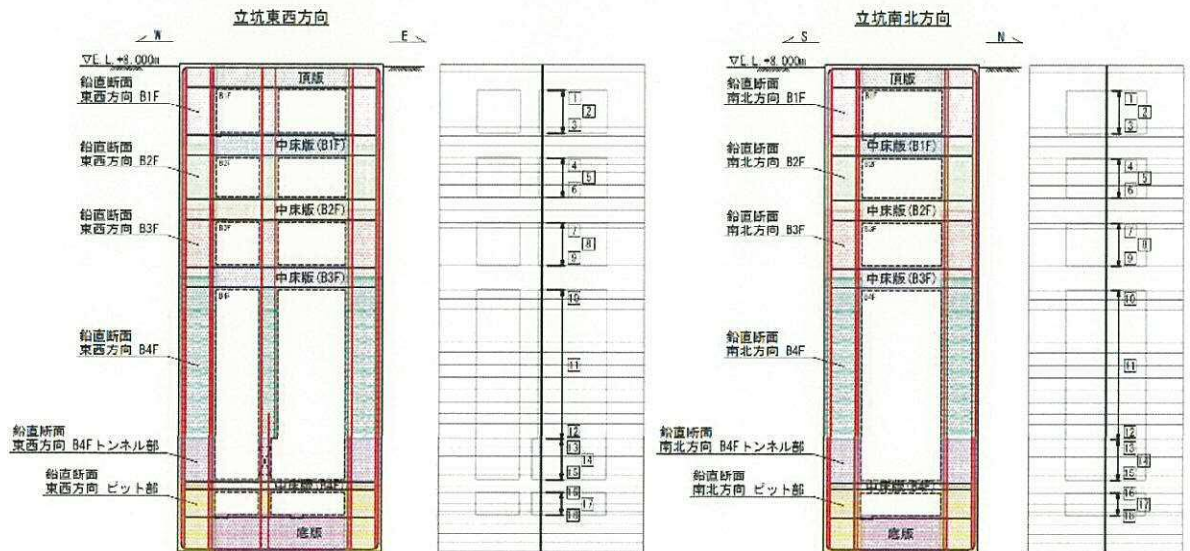 立坑東西方向
W
E
▽E.L.+8.000m
頂版
鉛直断面
東西方向 B1F
B1F
中床版(B1F)
鉛直断面
東西方向 B2F
B2F
中床版(B2F)
鉛直断面
東西方向 B3F
B3F
中床版(B3F)
B4F
鉛直断面
東西方向 B4F
鉛直断面
東西方向 B4Fトンネル部
鉛直断面
東西方向 ピット部
中床版(B4F)
底版
1
2
3
4
5
6
7
8
9
10
11
12
13
14
15
16
17
18
立坑南北方向
S
N
▽E.L.+8.000m
頂版
鉛直断面
南北方向 B1F
B1F
中床版(B1F)
鉛直断面
南北方向 B2F
B2F
中床版(B2F)
鉛直断面
南北方向 B3F
B3F
中床版(B3F)
B4F
鉛直断面
南北方向 B4F
鉛直断面
南北方向 B4Fトンネル部
鉛直断面
南北方向 ピット部
中床版(B4F)
底版
1
2
3
4
5
6
7
8
9
10
11
12
13
14
15
16
17
18